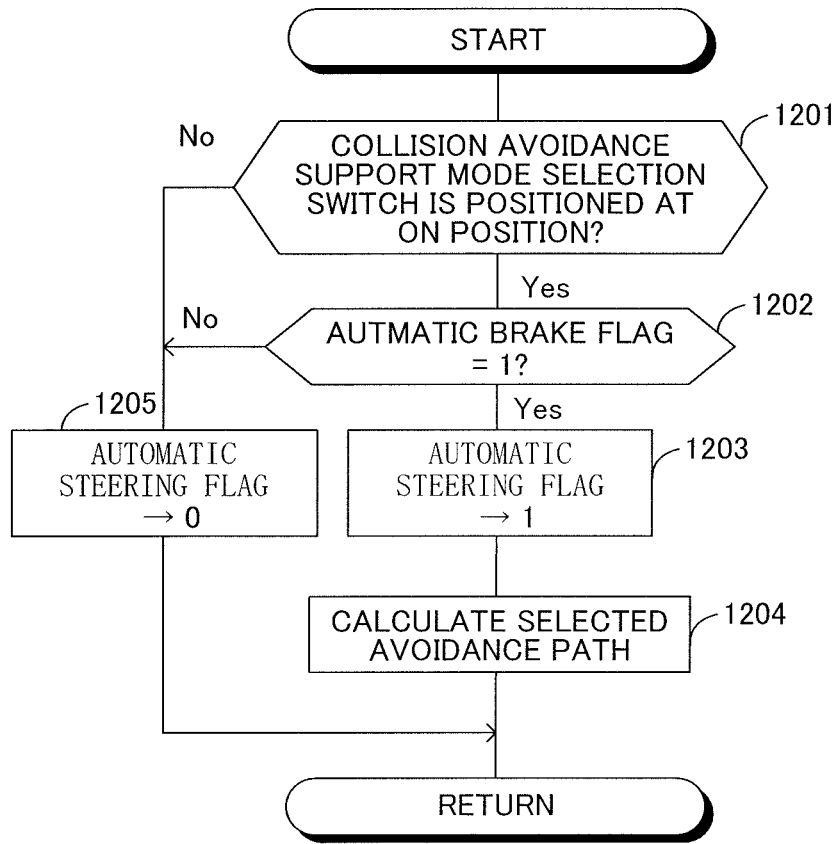 START
1201
No
COLLISION AVOIDANCE
SUPPORT MODE SELECTION
SWITCH IS POSITIONED AT
ON POSITION?
Yes
1202
No
AUTMATIC BRAKE FLAG
= 1?
Yes
1205
AUTOMATIC
STEERING FLAG
→ 0
1203
AUTOMATIC
STEERING FLAG
→ 1
1204
CALCULATE SELECTED
AVOIDANCE PATH
RETURN